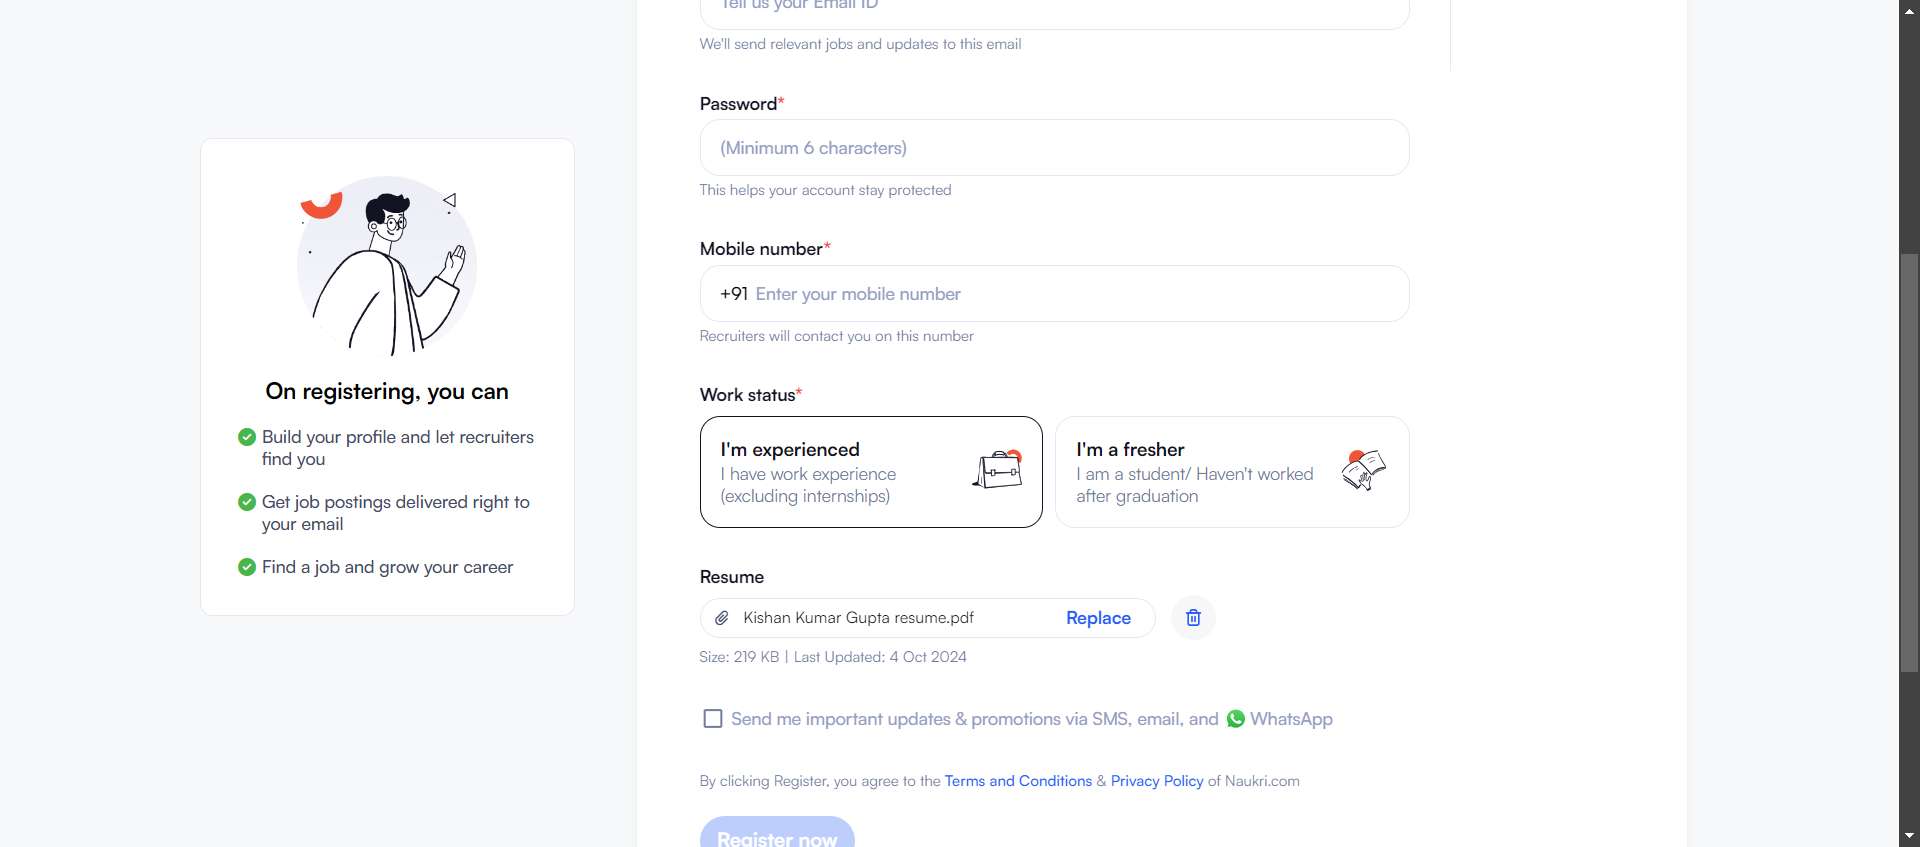 Tell us your Email ID
We'll send relevant jobs and updates to this email
Password*
(Minimum 6 characters)
This helps your account stay protected
Mobile number*
+91 Enter your mobile number
Recruiters will contact you on this number
Work status*
I'm experienced
I have work experience
(excluding internships)
I'm a fresher
I am a student/ Haven't worked
after graduation
Resume
Kishan Kumar Gupta resume.pdf Replace
Size: 219 KB | Last Updated: 4 Oct 2024
Send me important updates & promotions via SMS, email, and WhatsApp
By clicking Register, you agree to the Terms and Conditions & Privacy Policy of Naukri.com
Register now
On registering, you can
Build your profile and let recruiters
find you
Get job postings delivered right to
your email
Find a job and grow your career